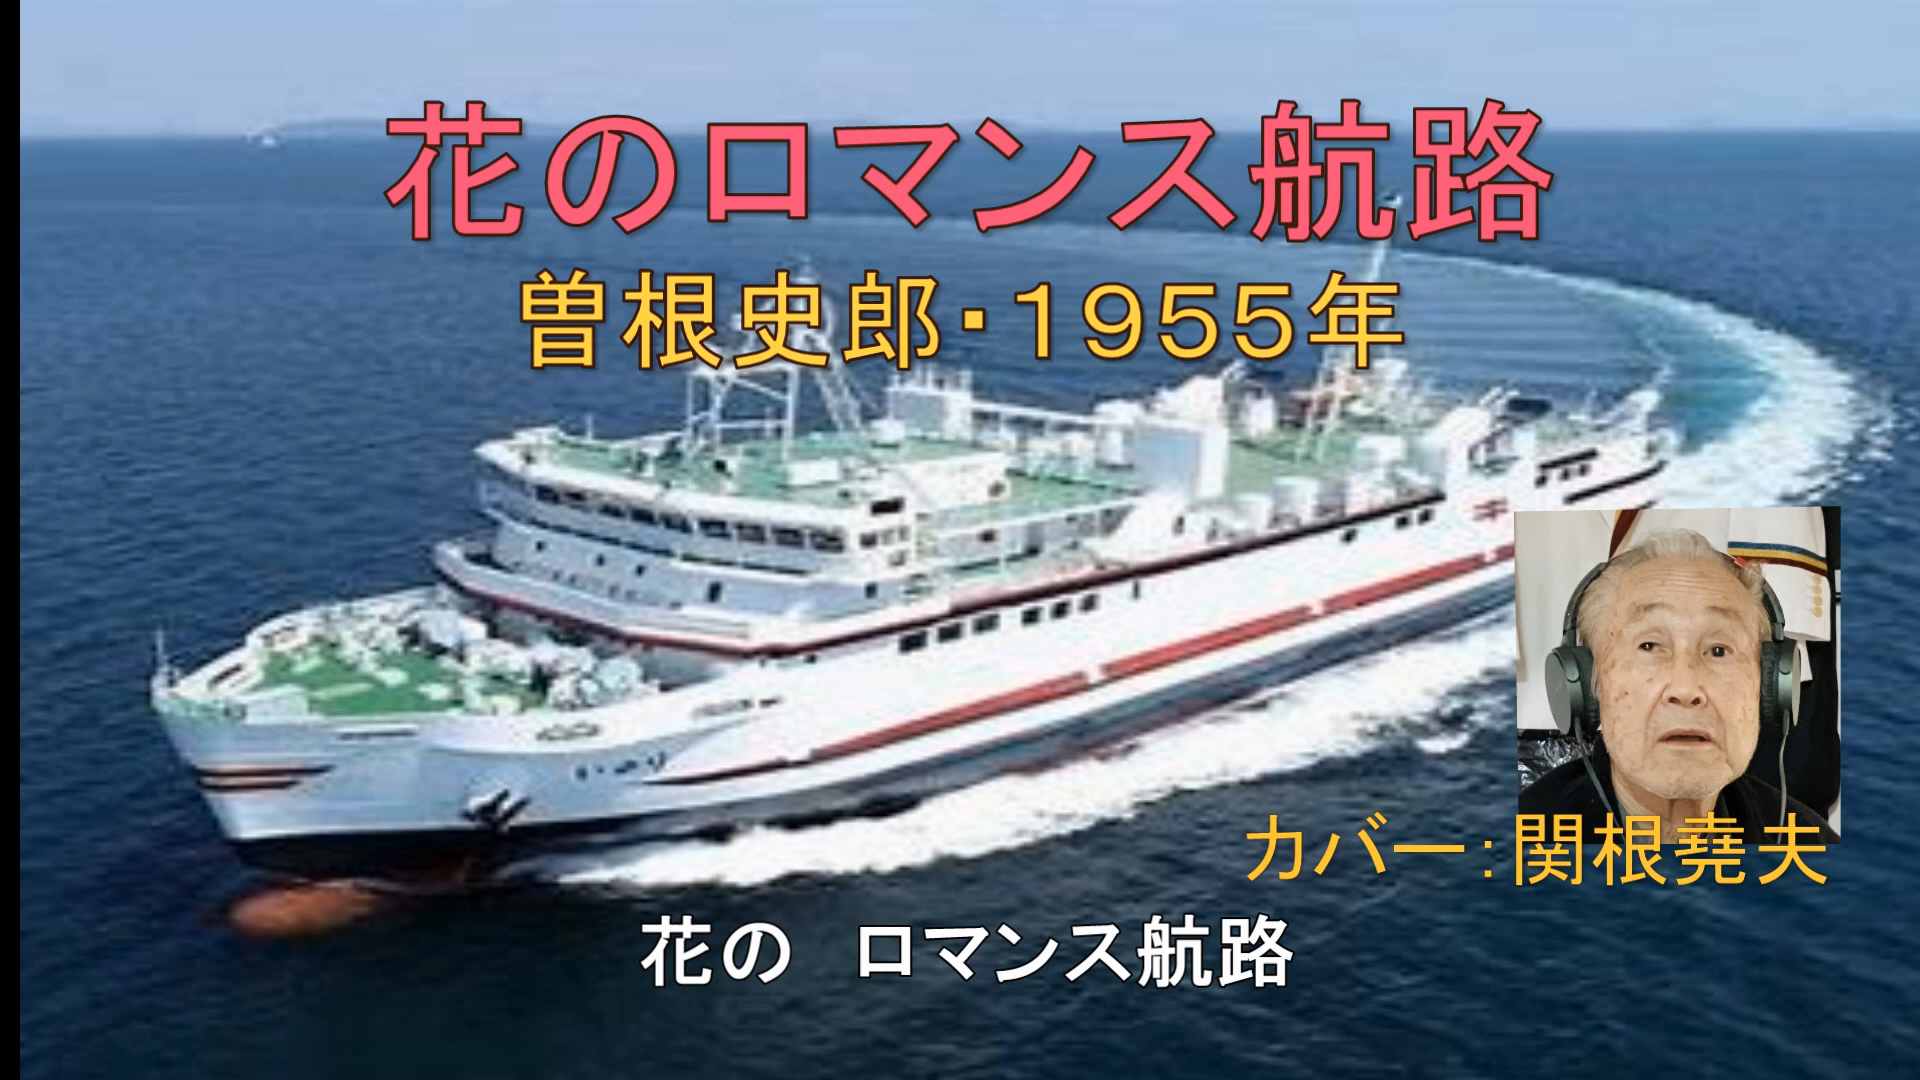 花のロマンス航路
曽根史郎・1955年
カバー：関根堯夫
花の　ロマンス航路